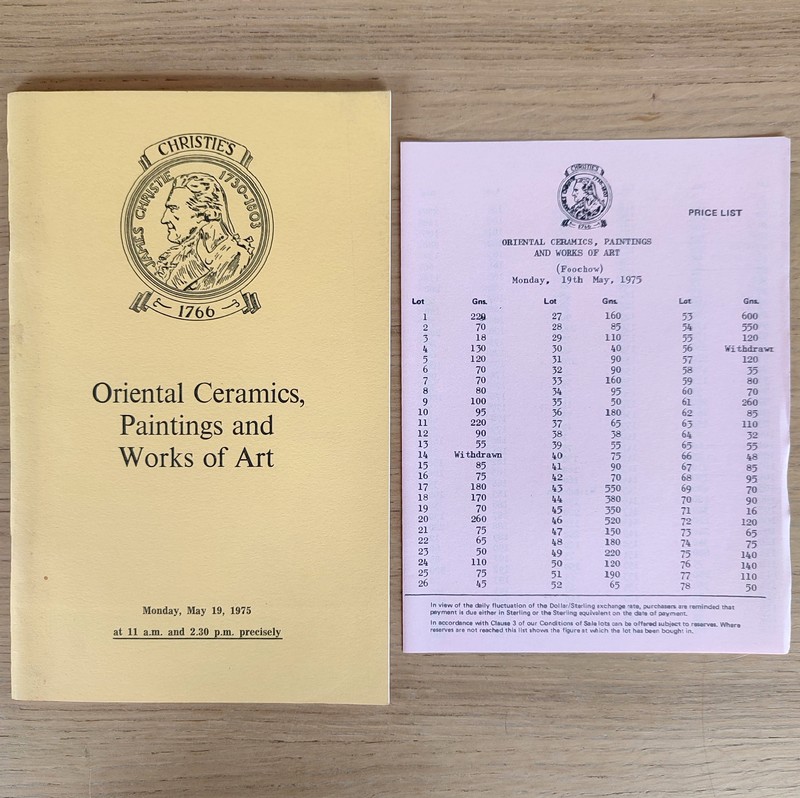 CHRISTIE'S
JAMES CHRISTIE 1730-1803
1766
Oriental Ceramics,
Paintings and
Works of Art
Monday, May 19, 1975
at 11 a.m. and 2.30 p.m. precisely
CHRISTIE'S
1766
PRICE LIST
ORIENTAL CERAMICS, PAINTINGS
AND WORKS OF ART
(Foochow)
Monday, 19th May, 1975
Lot Gns. Lot Gns. Lot Gns.
1 220 27 160 53 600
2 70 28 85 54 550
3 18 29 110 55 120
4 130 30 40 56 Withdrawn
5 120 31 90 57 120
6 70 32 90 58 35
7 70 33 160 59 80
8 80 34 95 60 70
9 100 35 50 61 260
10 95 36 180 62 85
11 220 37 65 63 110
12 90 38 38 64 32
13 55 39 55 65 55
14 Withdrawn 40 75 66 48
15 85 41 90 67 85
16 75 42 70 68 95
17 180 43 550 69 70
18 170 44 380 70 90
19 70 45 350 71 16
20 260 46 520 72 120
21 75 47 150 73 65
22 65 48 180 74 75
23 50 49 220 75 140
24 110 50 120 76 140
25 75 51 190 77 110
26 45 52 65 78 50
In view of the daily fluctuation of the Dollar/Sterling exchange rate, purchasers are reminded that
payment is due either in Sterling or the Sterling equivalent on the date of payment.
In accordance with Clause 3 of our Conditions of Sale lots can be offered subject to reserves. Where
reserves are not reached this list shows the figure at which the lot has been bought in.